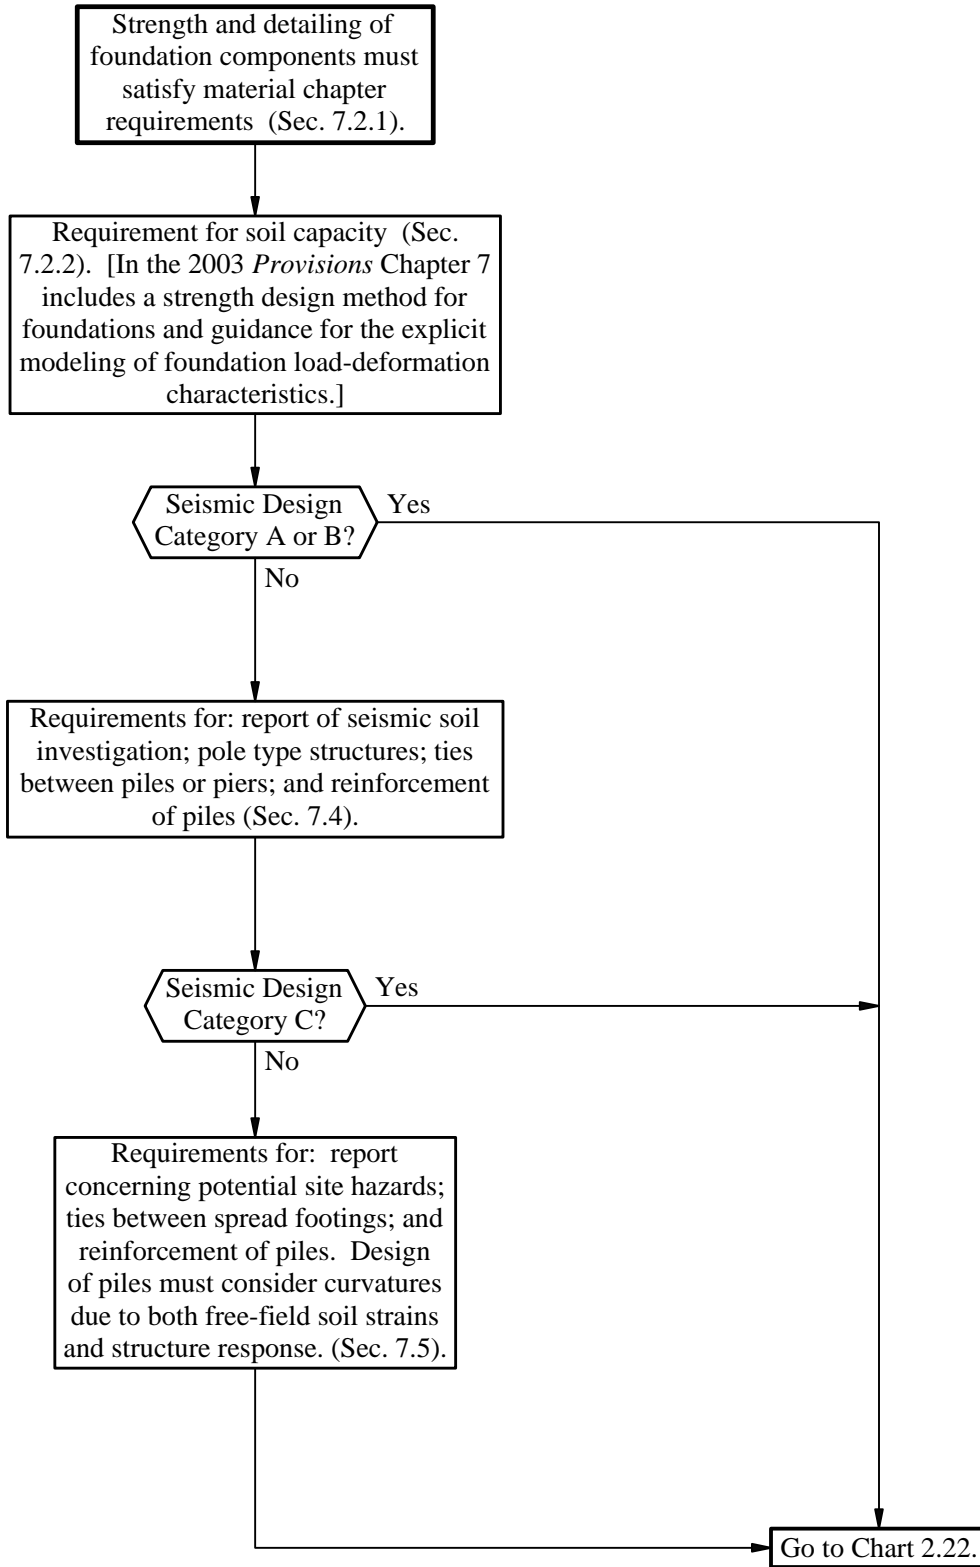 Strength and detailing of
foundation components must
satisfy material chapter
requirements (Sec. 7.2.1).
Requirement for soil capacity (Sec.
7.2.2). [In the 2003 Provisions Chapter 7
includes a strength design method for
foundations and guidance for the explicit
modeling of foundation load-deformation
characteristics.]
Seismic Design
Category A or B?
Yes
No
Requirements for: report of seismic soil
investigation; pole type structures; ties
between piles or piers; and reinforcement
of piles (Sec. 7.4).
Seismic Design
Category C?
Yes
No
Requirements for: report
concerning potential site hazards;
ties between spread footings; and
reinforcement of piles. Design
of piles must consider curvatures
due to both free-field soil strains
and structure response. (Sec. 7.5).
Go to Chart 2.22.